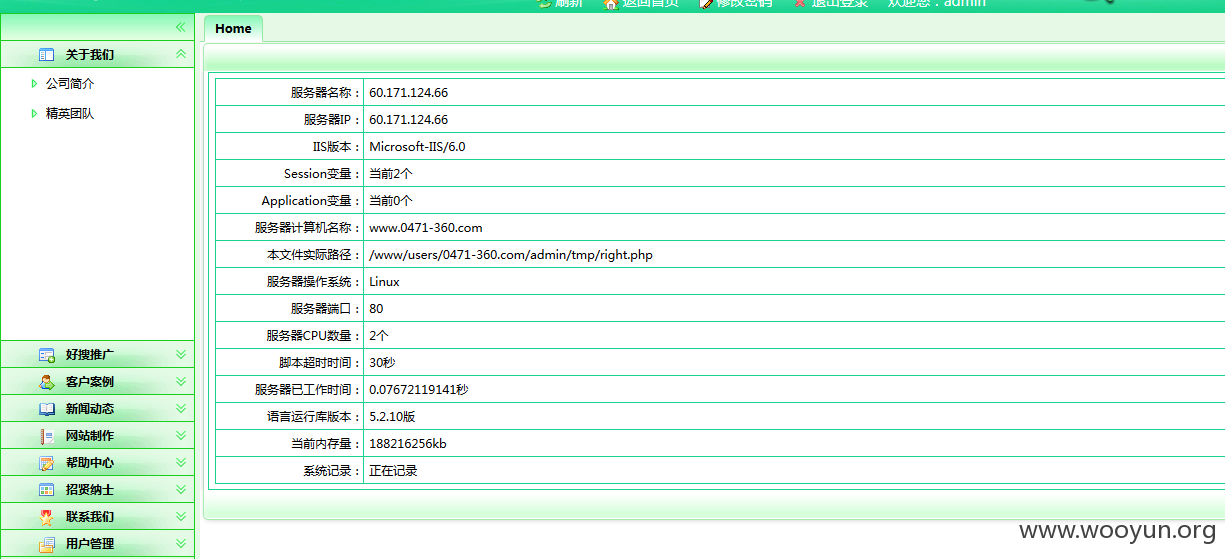 刷新 返回首页 修改密码 退出登录 欢迎您：admin
Home
关于我们
公司简介
精英团队
好搜推广
客户案例
新闻动态
网站制作
帮助中心
招贤纳士
联系我们
用户管理
服务器名称： 60.171.124.66
服务器IP： 60.171.124.66
IIS版本： Microsoft-IIS/6.0
Session变量： 当前2个
Application变量： 当前0个
服务器计算机名称： www.0471-360.com
本文件实际路径： /www/users/0471-360.com/admin/tmp/right.php
服务器操作系统： Linux
服务器端口： 80
服务器CPU数量： 2个
脚本超时时间： 30秒
服务器已工作时间： 0.07672119141秒
语言运行库版本： 5.2.10版
当前内存量： 188216256kb
系统记录： 正在记录
www.wooyun.org